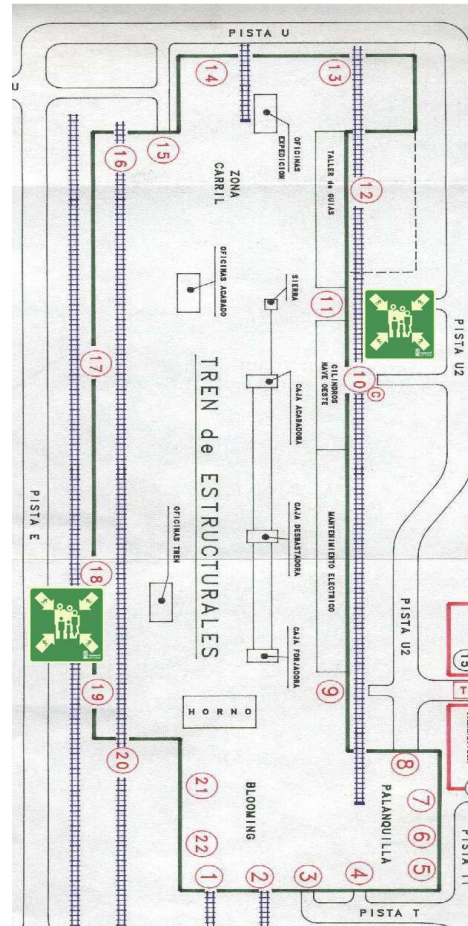 PISTA U
U
14
13
15
16
OFICINAS
EXPEDICION
ZONA
CARRIL
TALLER de GUIAS
12
OFICINAS ACABADO
SIERRA
11
PISTA U2
17
TREN de ESTRUCTURALES
CAJA ACABADORA
CILINDROS
NAVE OESTE
10
C
PISTA E
OFICINAS TREN
CAJA DESBASTADORA
MANTENIMIENTO ELECTRICO
18
PISTA U2
15
CAJA FORJADORA
19
9
T
HORNO
20
8
21
BLOOMING
PALANQUILLA
7
22
6
5
1
2
3
4
PISTA T